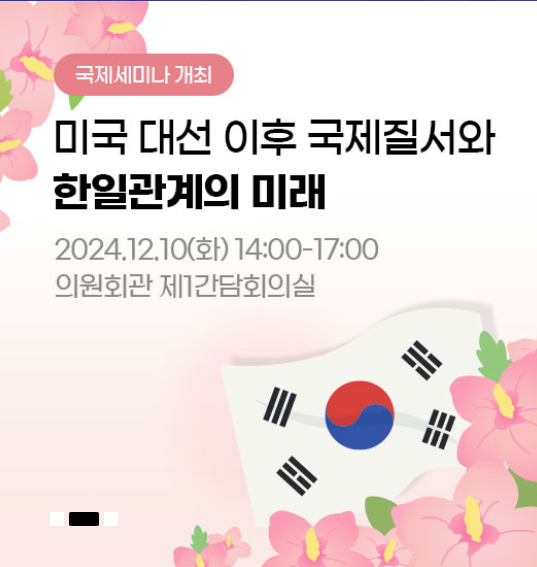 국제세미나 개최
미국 대선 이후 국제질서와
한일관계의 미래
2024.12.10(화) 14:00-17:00
의원회관 제1간담회의실